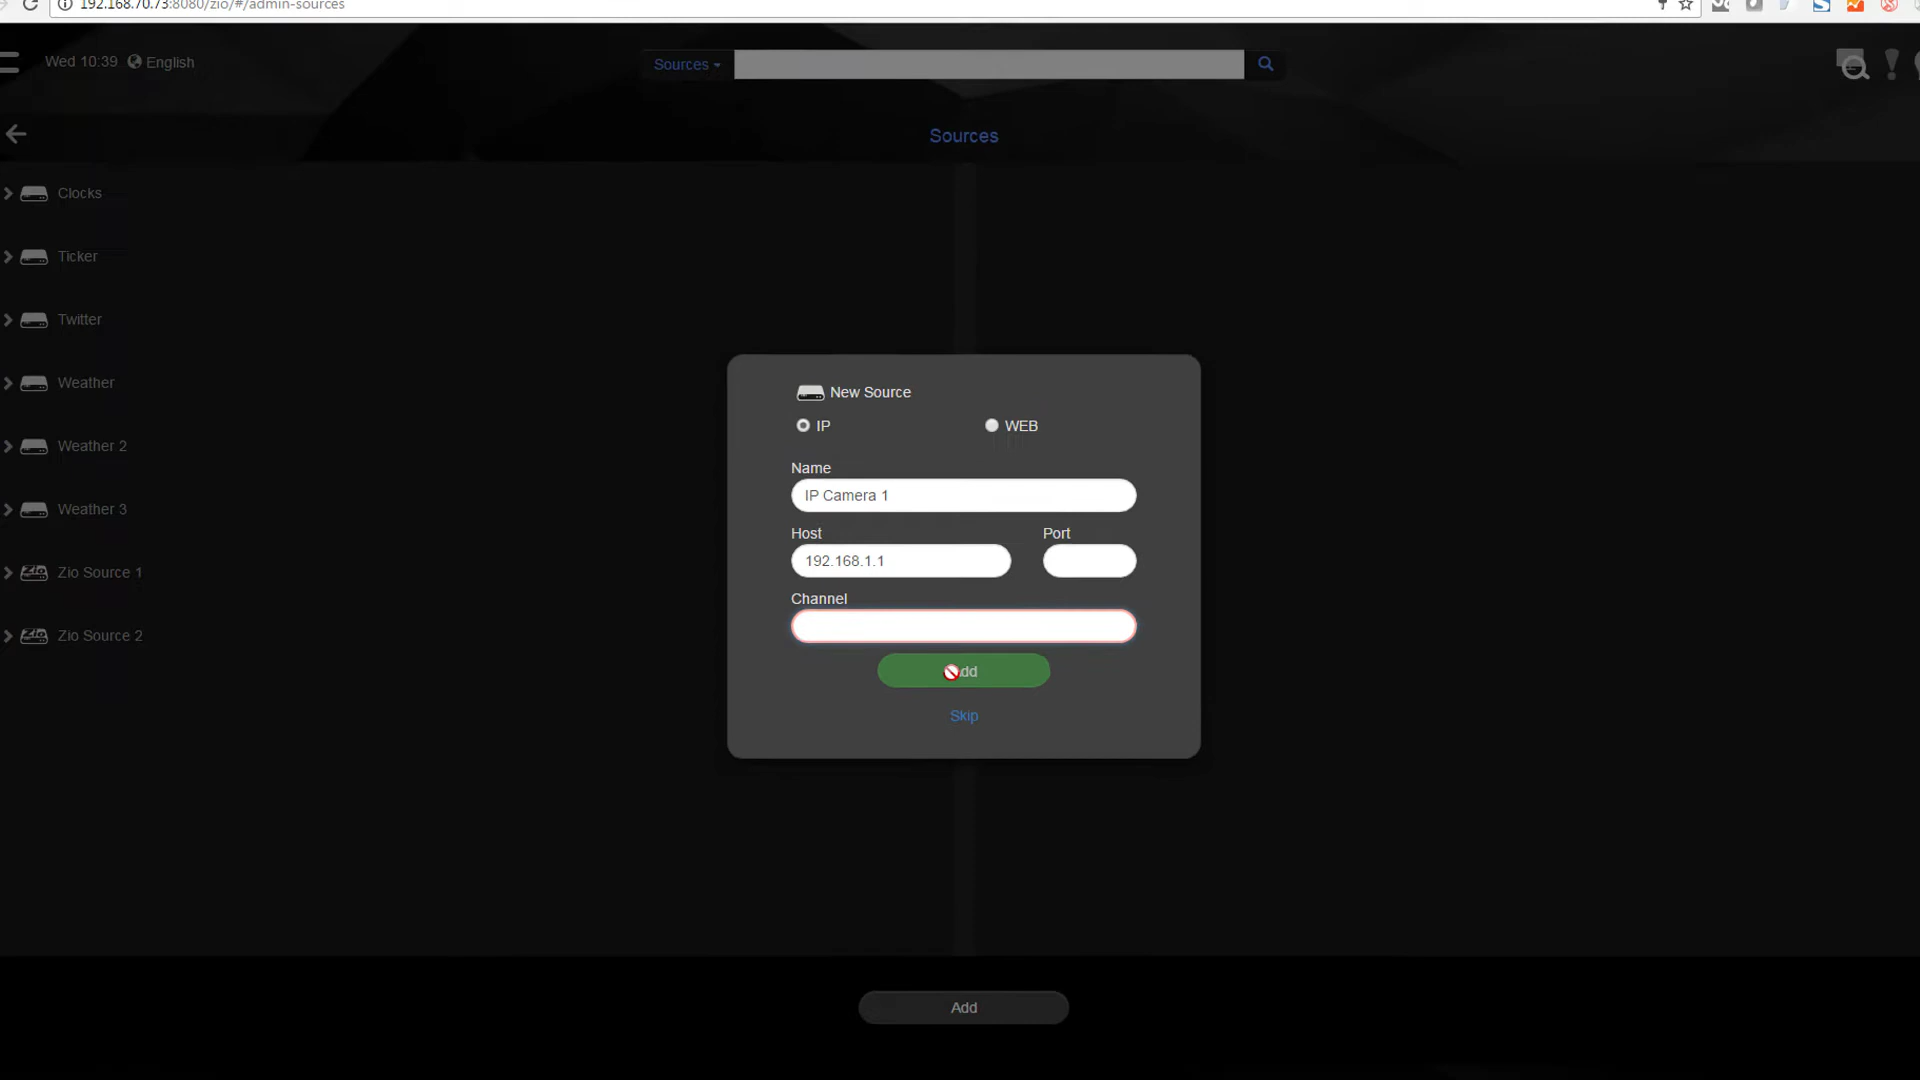 192.168.70.73:8080/zio/#/admin-sources
Wed 10:39 English
Sources
Sources
Clocks
Ticker
Twitter
Weather
Weather 2
Weather 3
Zio Source 1
Zio Source 2
New Source
IP WEB
Name
IP Camera 1
Host Port
192.168.1.1
Channel
Add
Skip
Add